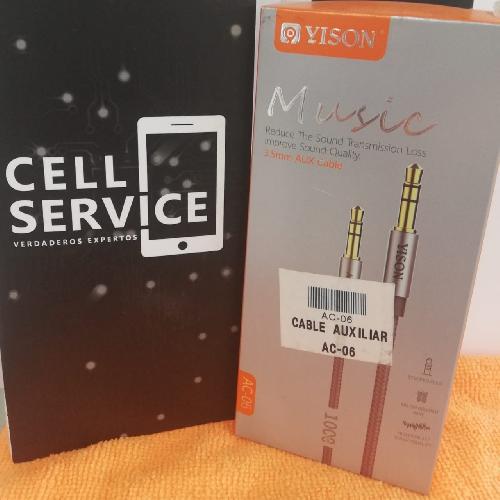 CELL
SERVICE
VERDADEROS EXPERTOS
YISON
Music
Reduce The Sound Transmission Loss
Improve Sound Quality.
3.5mm AUX Cable
YISON
AC-06
CABLE AUXILIAR
AC-06
AC-06
100